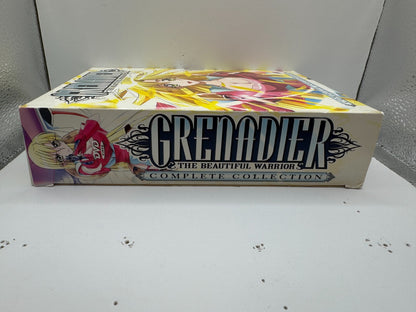 GRENADIER
THE BEAUTIFUL WARRIOR
COMPLETE COLLECTION